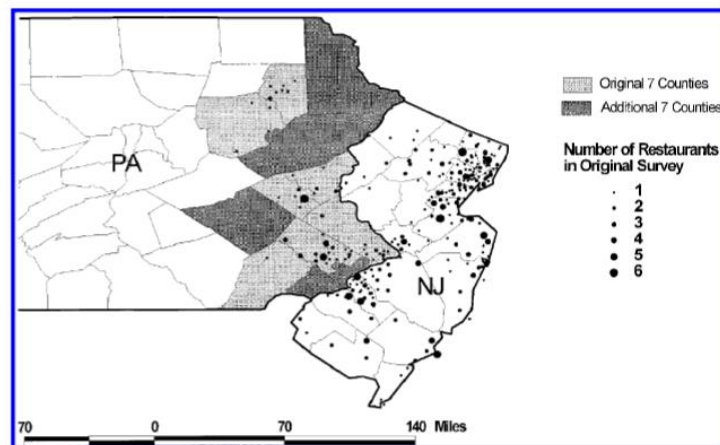 Original 7 Counties
Additional 7 Counties
Number of Restaurants
in Original Survey
1
2
3
4
5
6
PA
NJ
70 0 70 140 Miles